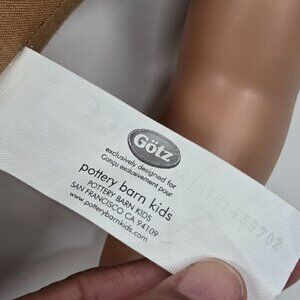 Götz
exclusively designed for
Conçu exclusivement pour
pottery barn kids
POTTERY BARN KIDS
SAN FRANCISCO CA 94109
www.potterybarnkids.com